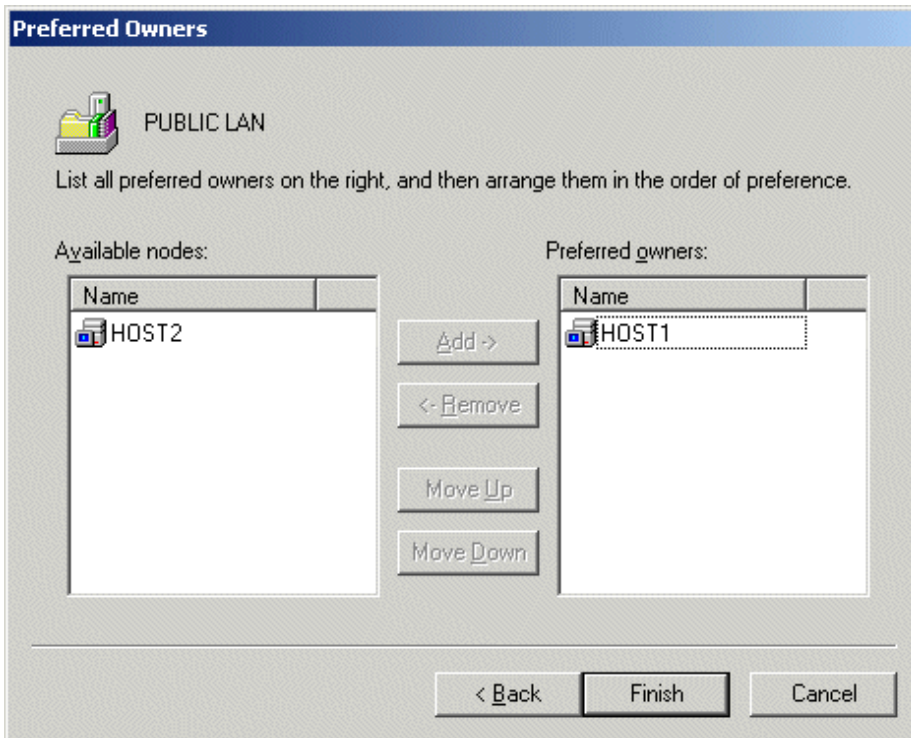 Preferred Owners
PUBLIC LAN
List all preferred owners on the right, and then arrange them in the order of preference.
Available nodes:
Preferred owners:
Name
Name
HOST2
HOST1
Add ->
<- Remove
Move Up
Move Down
< Back
Finish
Cancel